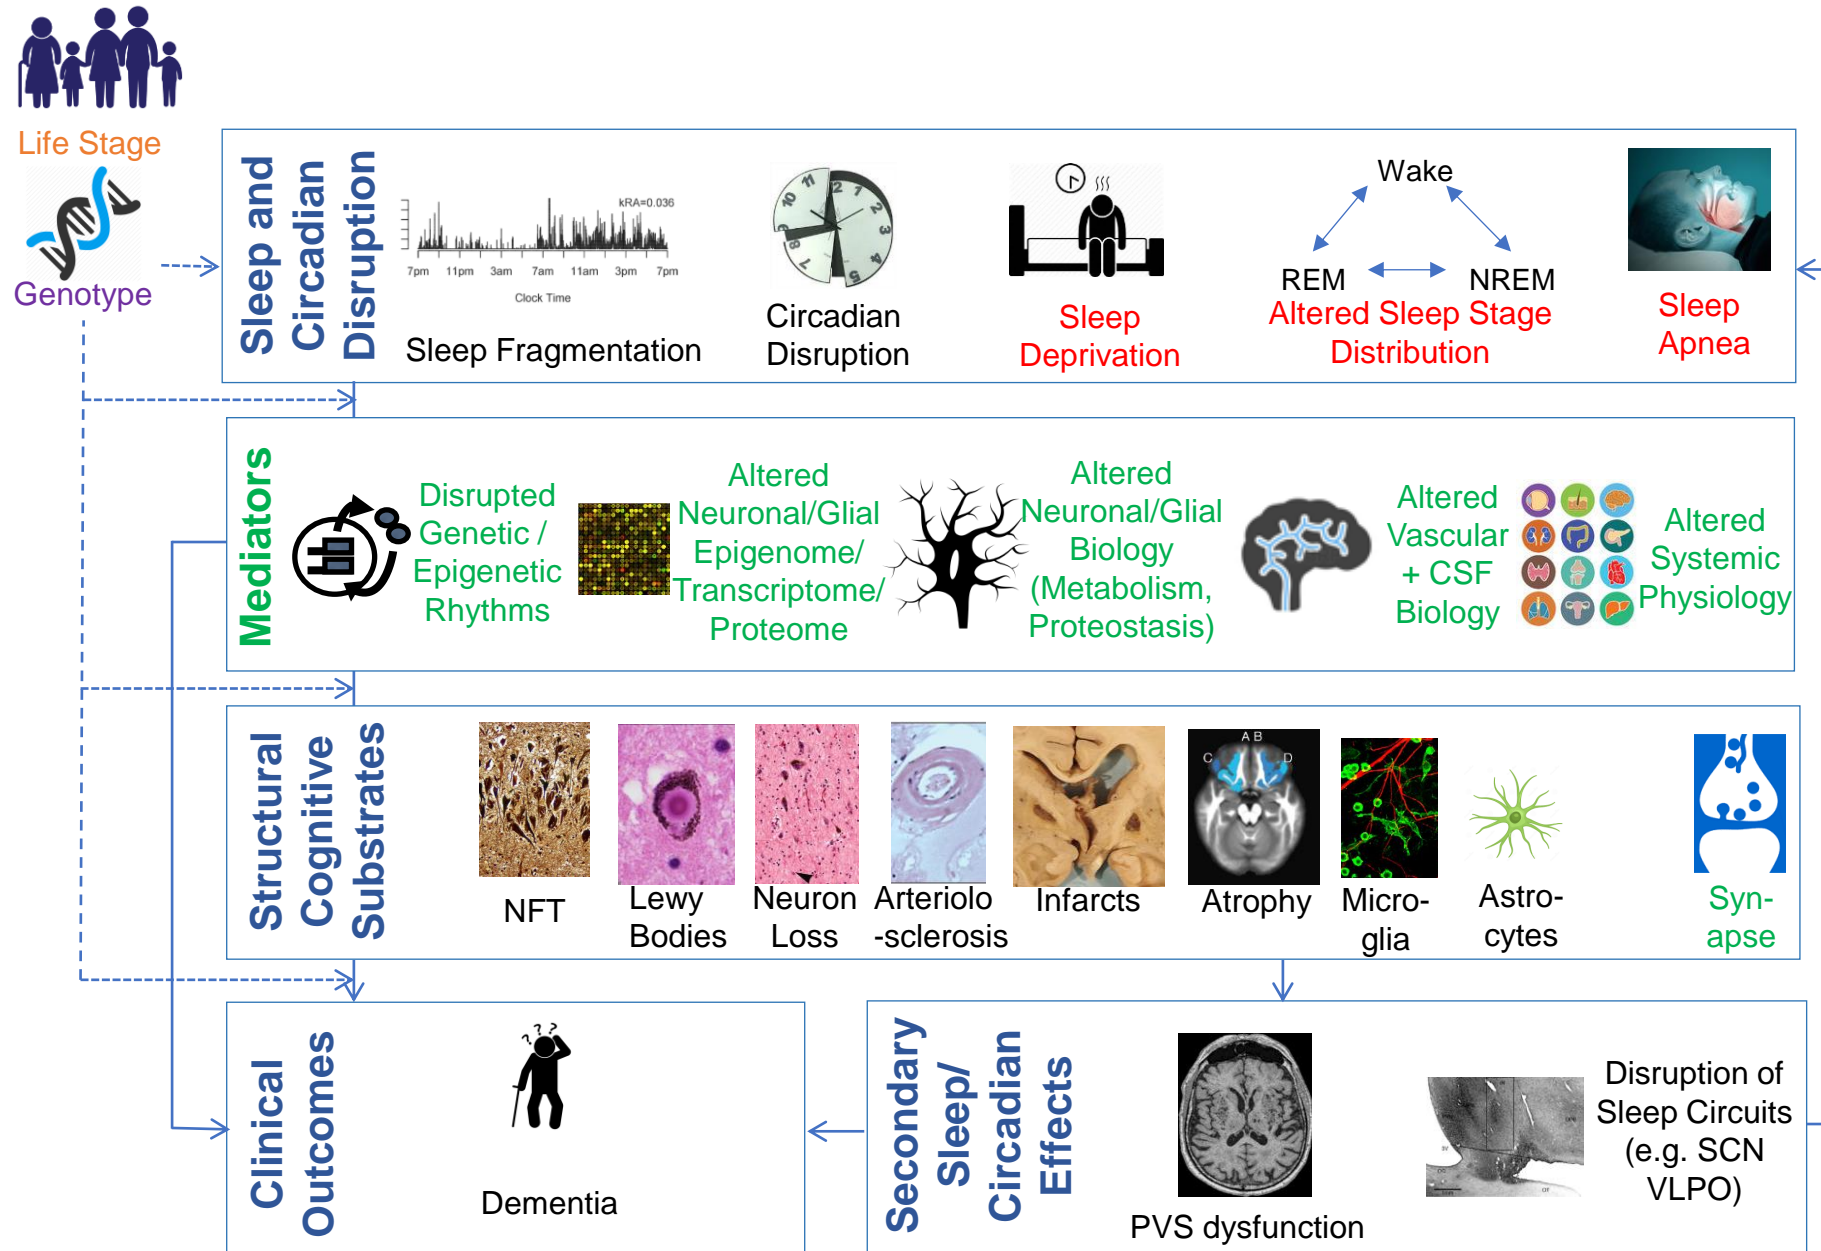 Life Stage
Genotype
Sleep and
Circadian
Disruption
kRA=0.036
7pm 11pm 3am 7am 11am 3pm 7pm
Clock Time
Sleep Fragmentation
Circadian
Disruption
Sleep
Deprivation
Wake
REM NREM
Altered Sleep Stage
Distribution
Sleep
Apnea
Mediators
Disrupted
Genetic /
Epigenetic
Rhythms
Altered
Neuronal/Glial
Epigenome/
Transcriptome/
Proteome
Altered
Neuronal/Glial
Biology
(Metabolism,
Proteostasis)
Altered
Vascular
+ CSF
Biology
Altered
Systemic
Physiology
Structural
Cognitive
Substrates
NFT
Lewy
Bodies
Neuron
Loss
Arteriolo
-sclerosis
Infarcts
A B
C D
Atrophy
Micro-
glia
Astro-
cytes
Syn-
apse
Clinical
Outcomes
? ? ?
Dementia
Secondary
Sleep/
Circadian
Effects
PVS dysfunction
Disruption of
Sleep Circuits
(e.g. SCN
VLPO)